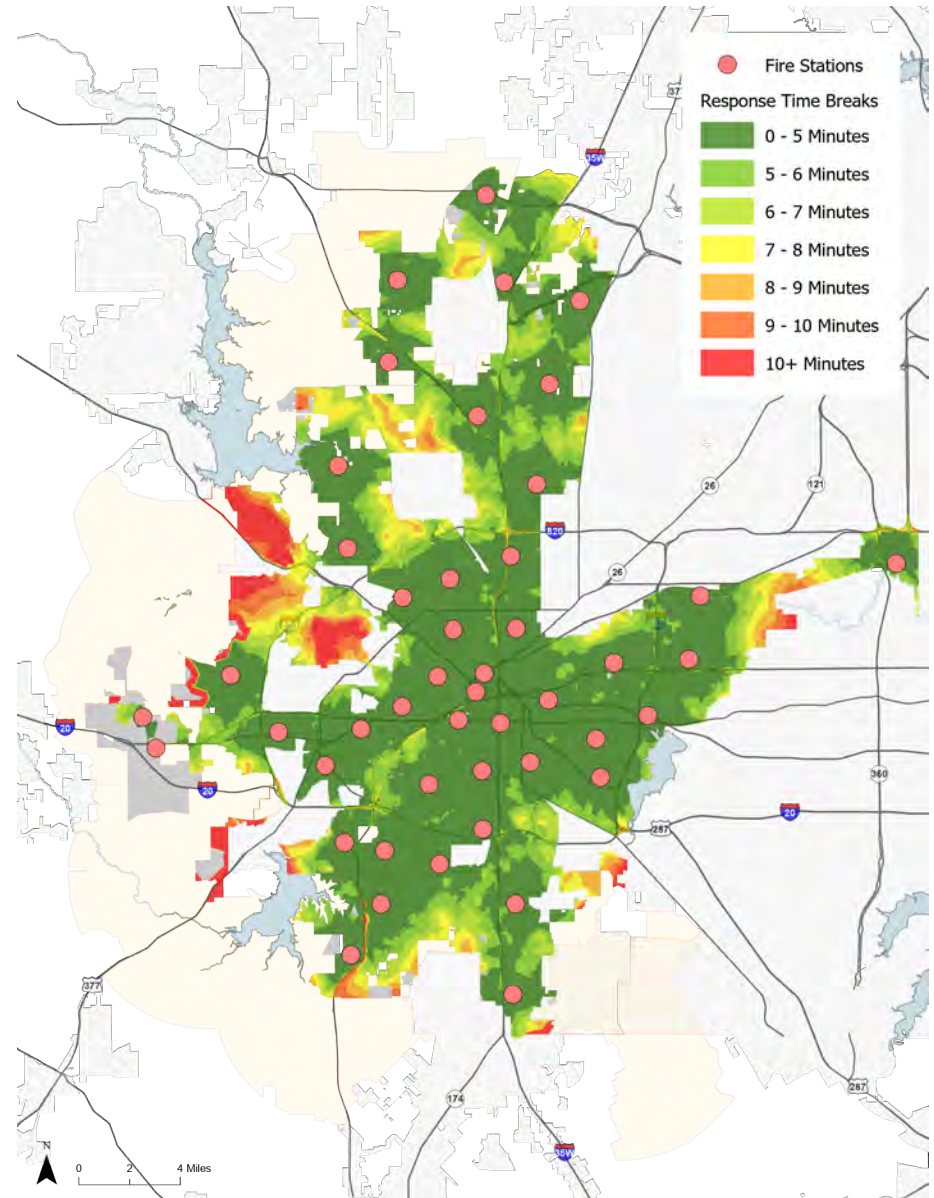 Fire Stations
Response Time Breaks
0 - 5 Minutes
5 - 6 Minutes
6 - 7 Minutes
7 - 8 Minutes
8 - 9 Minutes
9 - 10 Minutes
10+ Minutes
37
35W
26
121
820
26
20
20
360
20
287
377
287
174
35W
N
0 2 4 Miles